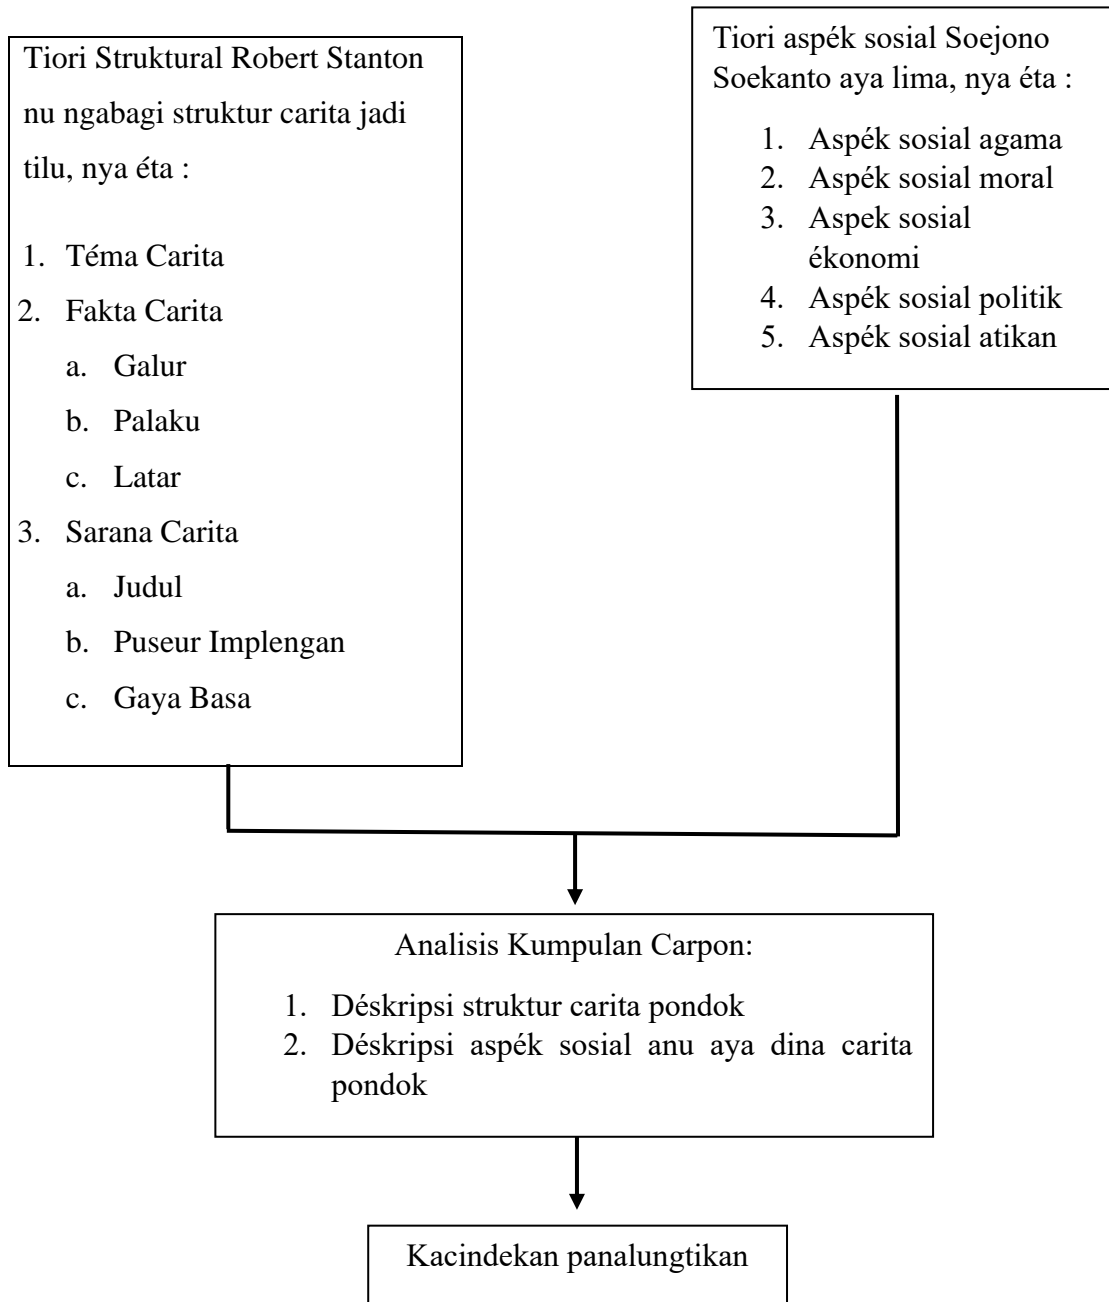 Tiori Struktural Robert Stanton
nu ngabagi struktur carita jadi
tilu, nya éta :
1. Téma Carita
2. Fakta Carita
a. Galur
b. Palaku
c. Latar
3. Sarana Carita
a. Judul
b. Puseur Implengan
c. Gaya Basa
Tiori aspék sosial Soejono
Soekanto aya lima, nya éta :
1. Aspék sosial agama
2. Aspék sosial moral
3. Aspek sosial
ékonomi
4. Aspék sosial politik
5. Aspék sosial atikan
Analisis Kumpulan Carpon:
1. Déskripsi struktur carita pondok
2. Déskripsi aspék sosial anu aya dina carita
pondok
Kacindekan panalungtikan